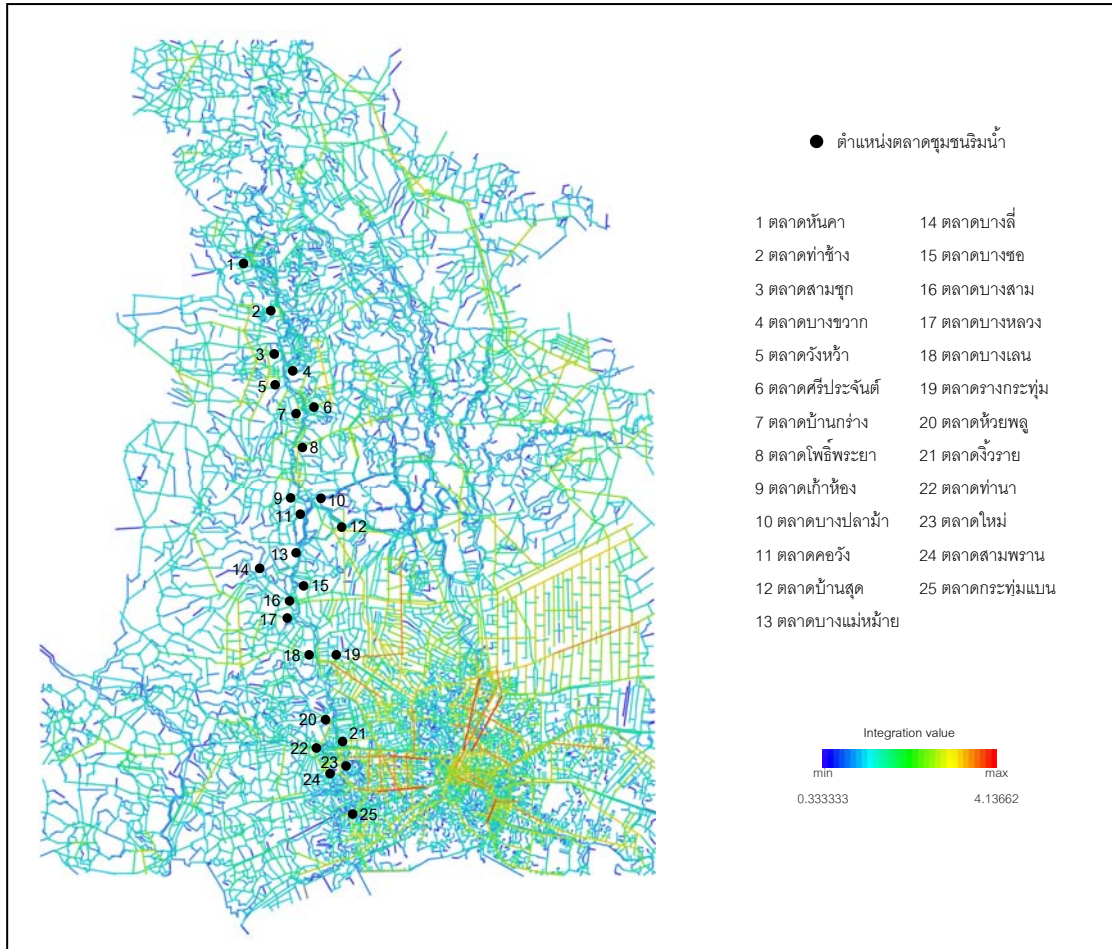 ● ตำแหน่งตลาดชุมชนริมน้ำ
1 ตลาดหันคา
2 ตลาดท่าช้าง
3 ตลาดสามชุก
4 ตลาดบางขวาก
5 ตลาดวังหว้า
6 ตลาดศรีประจันต์
7 ตลาดบ้านกร่าง
8 ตลาดโพธิ์พระยา
9 ตลาดเก้าห้อง
10 ตลาดบางปลาม้า
11 ตลาดคอวัง
12 ตลาดบ้านสุด
13 ตลาดบางแม่หม้าย
14 ตลาดบางลี่
15 ตลาดบางซอ
16 ตลาดบางสาม
17 ตลาดบางหลวง
18 ตลาดบางเลน
19 ตลาดรางกระทุ่ม
20 ตลาดห้วยพลู
21 ตลาดงิ้วราย
22 ตลาดท่านา
23 ตลาดใหม่
24 ตลาดสามพราน
25 ตลาดกระทุ่มแบน
1
2
3
4
5
6
7
8
9
10
11
12
13
14
15
16
17
18
19
20
21
22
23
24
25
Integration value
min max
0.333333 4.13662